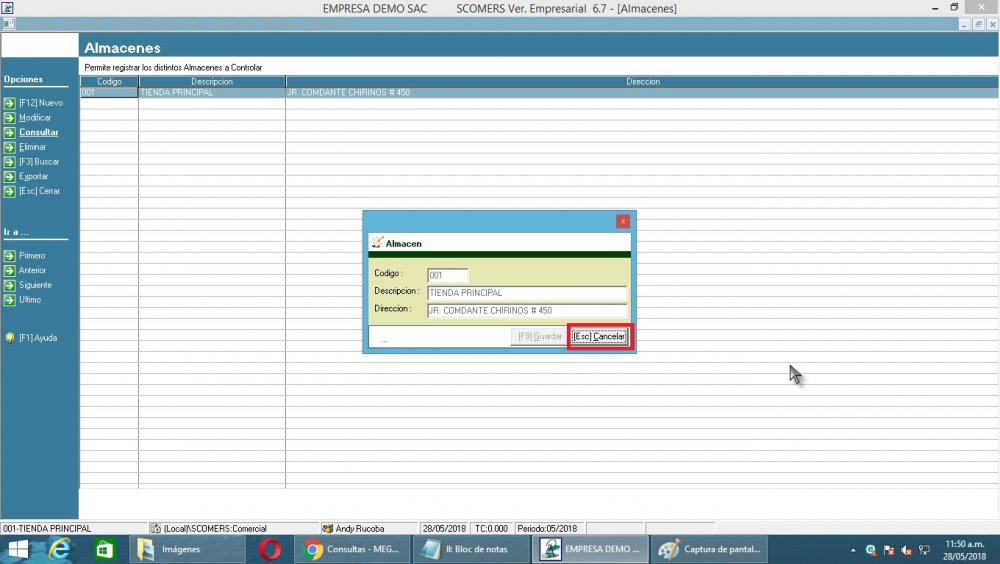 EMPRESA DEMO SAC SCOMERS Ver. Empresarial 6.7 - [Almacenes]
Almacenes
Permite registrar los distintos Almacenes a Controlar
Opciones
[F12] Nuevo
Modificar
Consultar
Eliminar
[F3] Buscar
Exportar
[Esc] Cerrar
Ir a ...
Primero
Anterior
Siguiente
Ultimo
[F1] Ayuda
Codigo Descripcion Direccion
001 TIENDA PRINCIPAL JR. COMDANTE CHIRINOS # 450
Almacen
Codigo : 001
Descripcion : TIENDA PRINCIPAL
Direccion : JR. COMDANTE CHIRINOS # 450
... [F9] Guardar [Esc] Cancelar
001-TIENDA PRINCIPAL (Local)\SCOMERS:Comercial Andy Rucoba 28/05/2018 TC:0.000 Periodo:05/2018
Imágenes Consultas - MEG... II: Bloc de notas EMPRESA DEMO ... Captura de pantal...
11:50 a.m.
28/05/2018